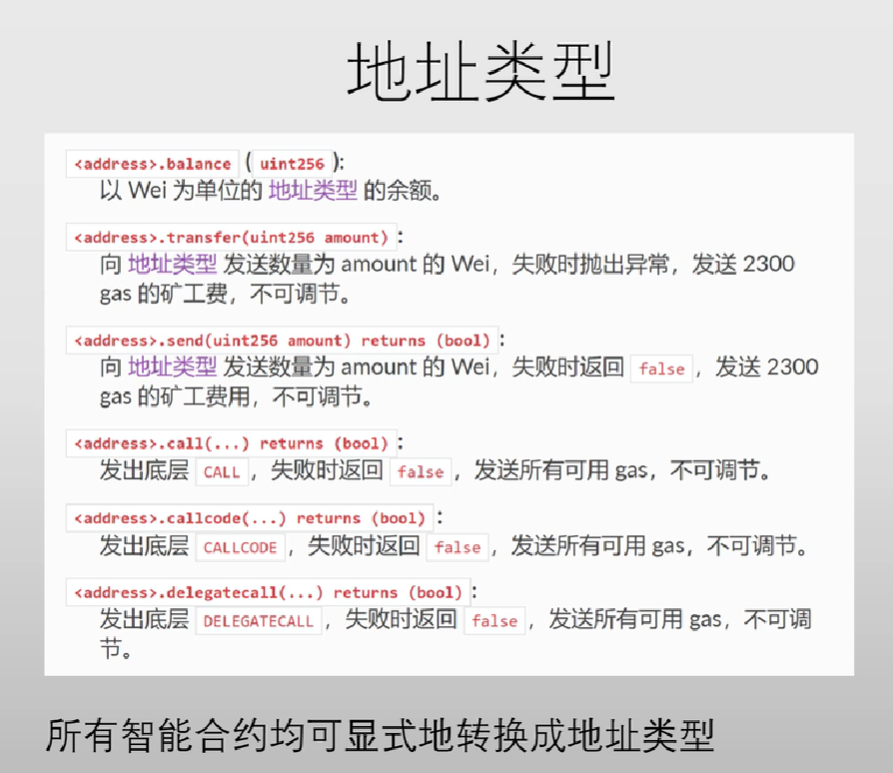 地址类型
<address>.balance (uint256):
以 Wei 为单位的 地址类型 的余额。
<address>.transfer(uint256 amount):
向 地址类型 发送数量为 amount 的 Wei，失败时抛出异常，发送 2300
gas 的矿工费，不可调节。
<address>.send(uint256 amount) returns (bool):
向 地址类型 发送数量为 amount 的 Wei，失败时返回 false，发送 2300
gas 的矿工费用，不可调节。
<address>.call(...) returns (bool):
发出底层 CALL，失败时返回 false，发送所有可用 gas，不可调节。
<address>.callcode(...) returns (bool):
发出底层 CALLCODE，失败时返回 false，发送所有可用 gas，不可调节。
<address>.delegatecall(...) returns (bool):
发出底层 DELEGATECALL，失败时返回 false，发送所有可用 gas，不可调
节。
所有智能合约均可显式地转换成地址类型